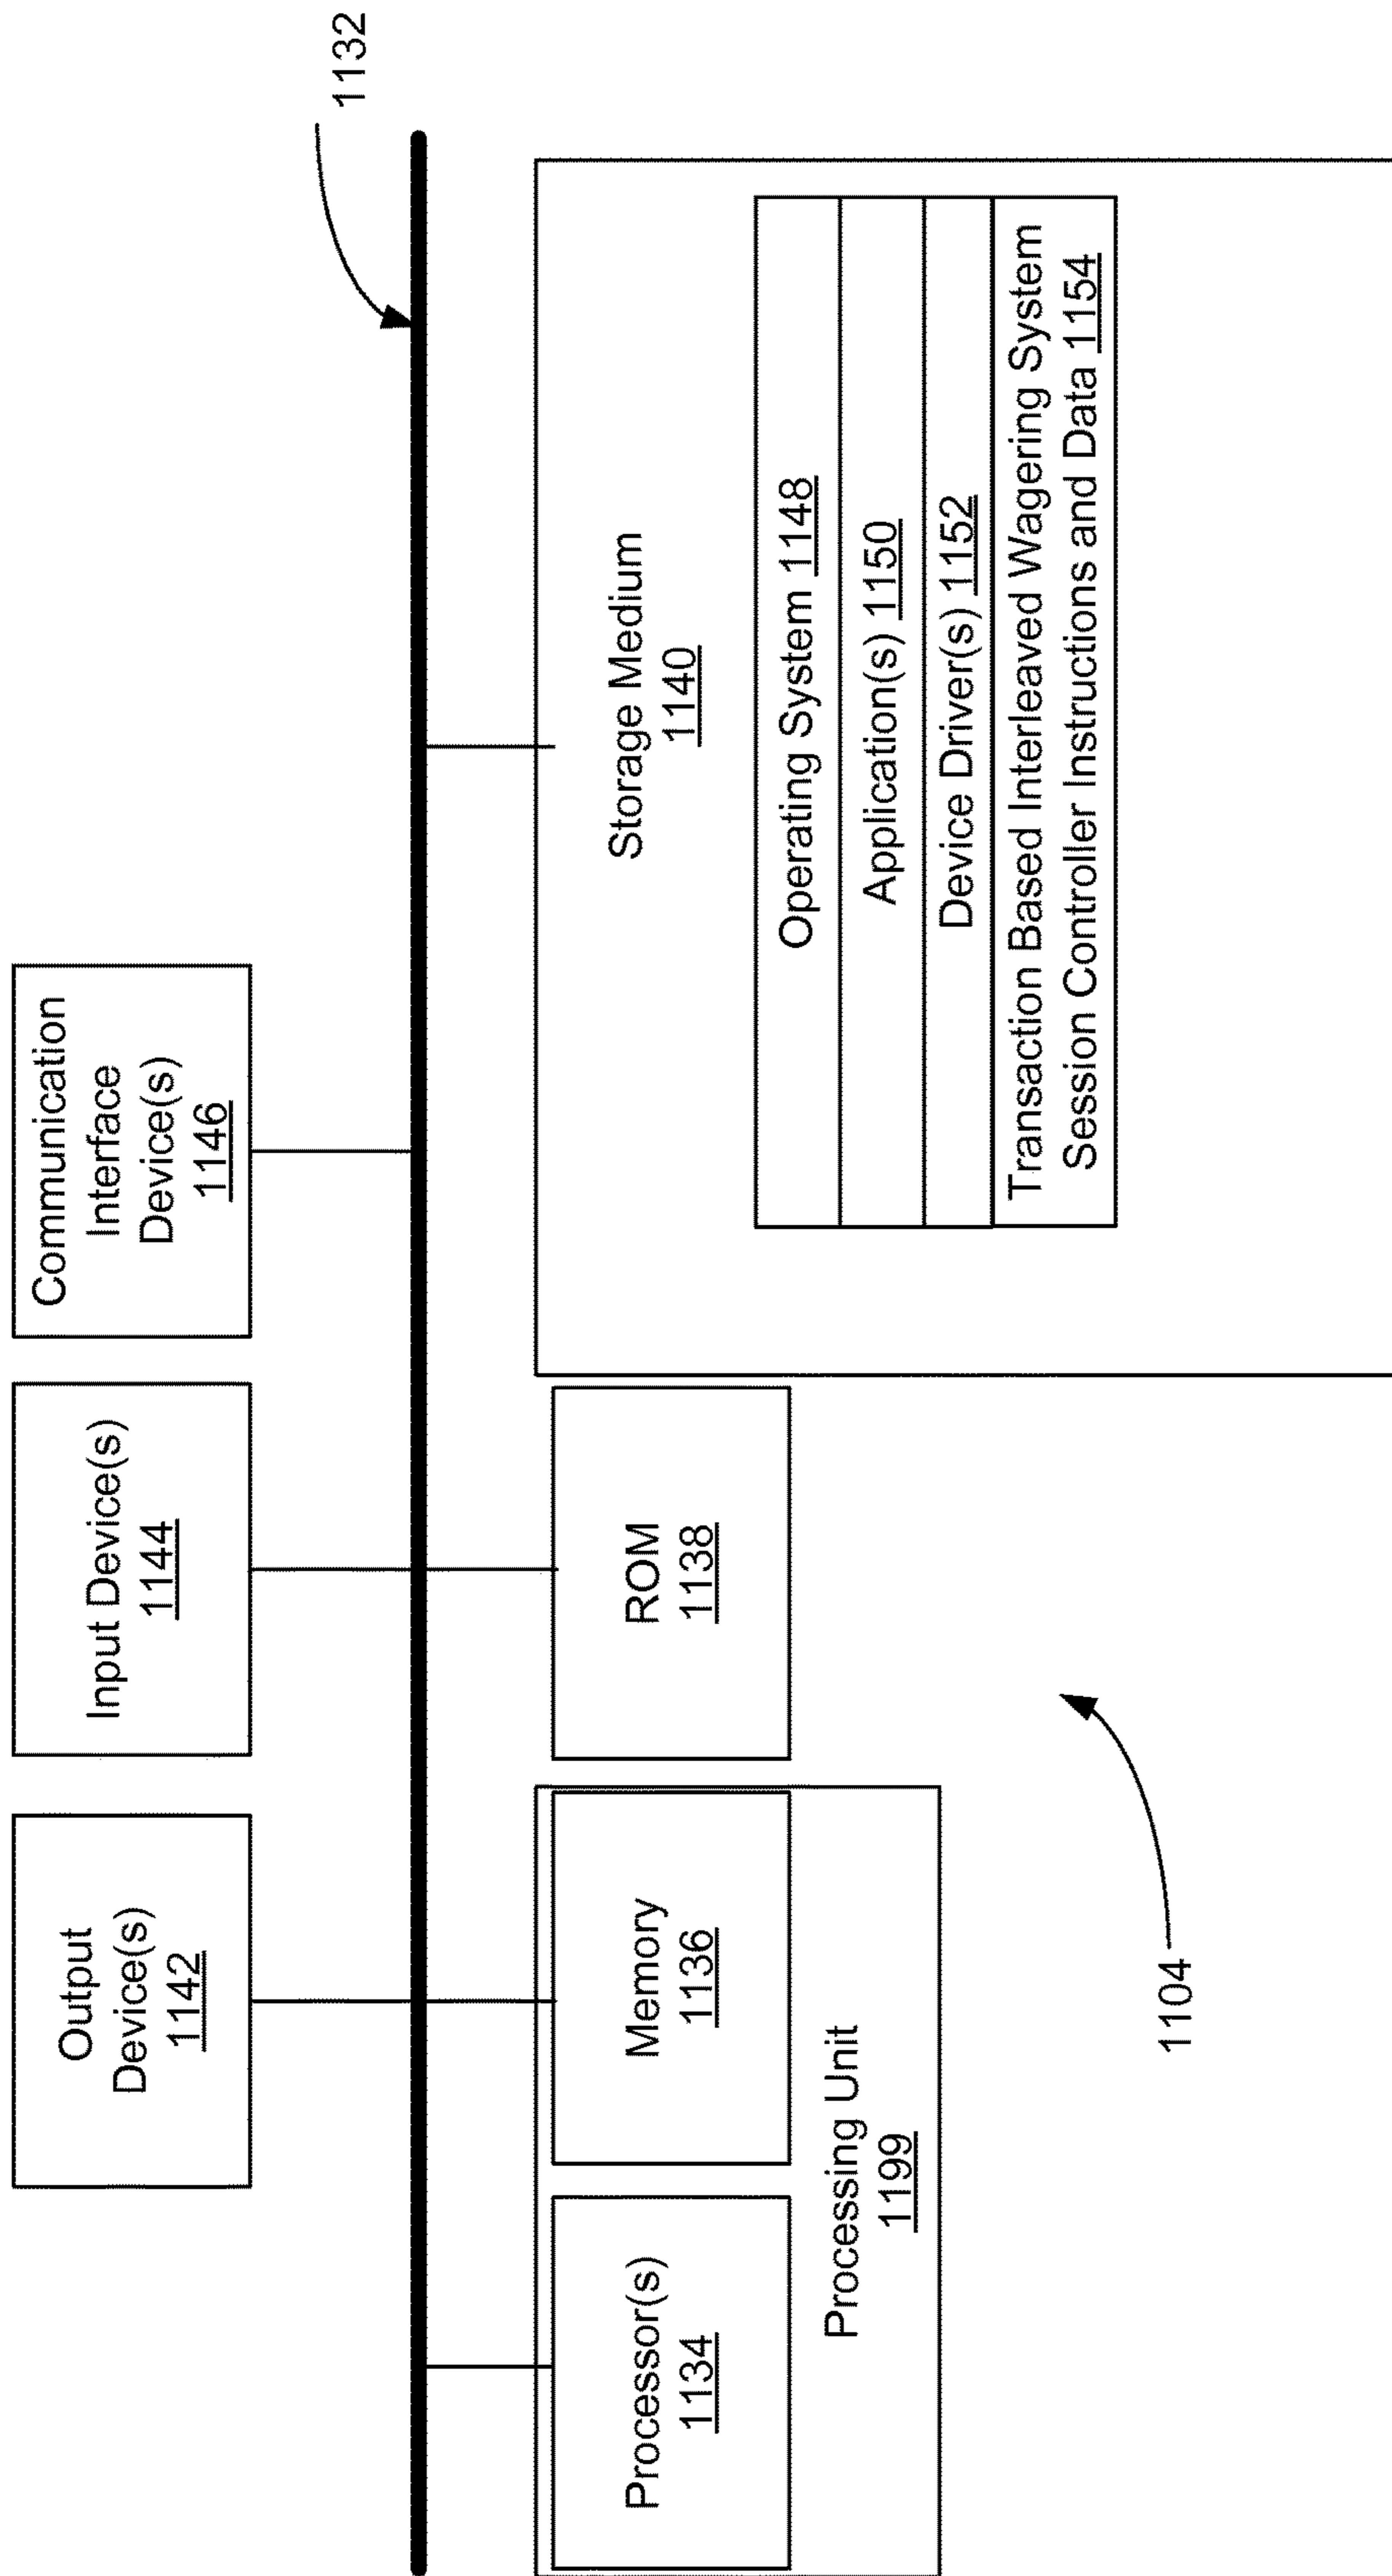 Output
Device(s)
1142
Input Device(s)
1144
Communication
Interface
Device(s)
1146
1132
Processor(s)
1134
Memory
1136
Processing Unit
1199
ROM
1138
Storage Medium
1140
Operating System 1148
Application(s) 1150
Device Driver(s) 1152
Transaction Based Interleaved Wagering System
Session Controller Instructions and Data 1154
1104